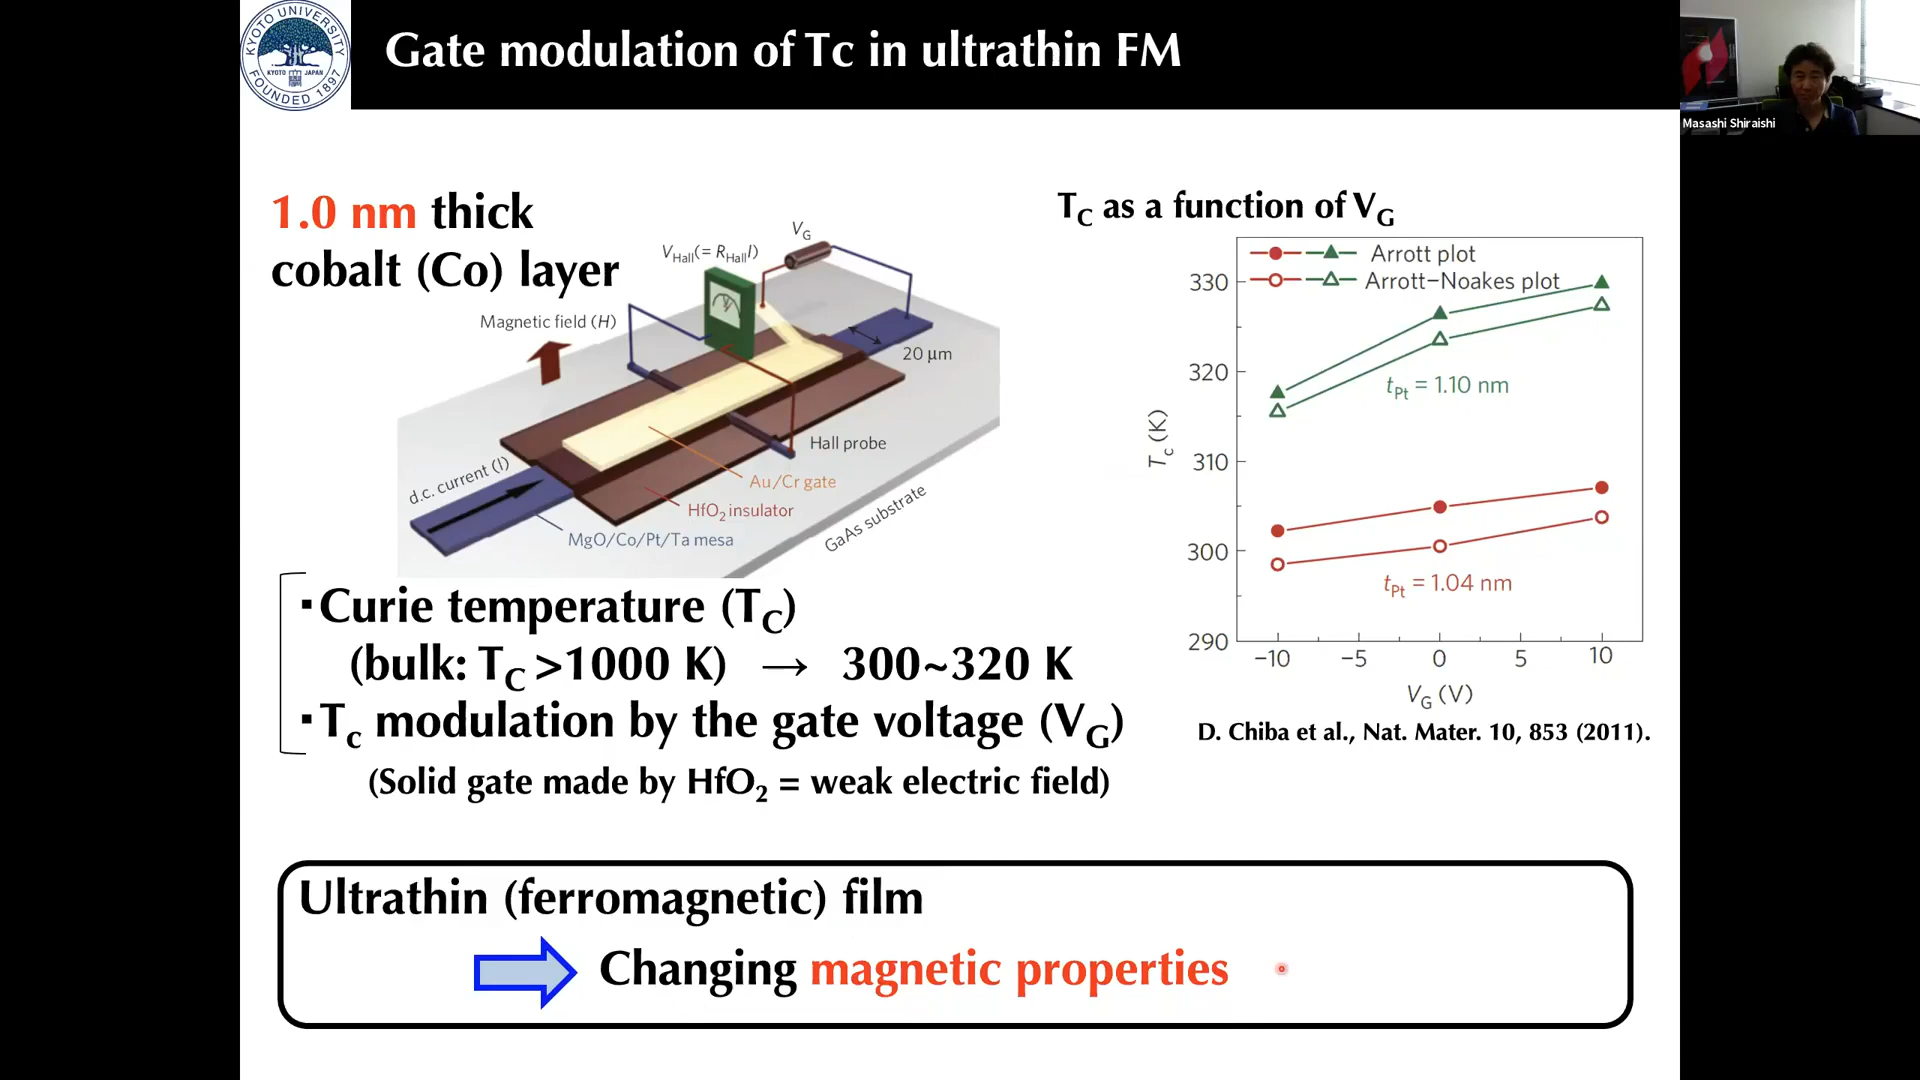 KYOTO UNIVERSITY
KYOTO JAPAN
FOUNDED 1897
Gate modulation of Tc in ultrathin FM
Masashi Shiraishi
1.0 nm thick
cobalt (Co) layer
Magnetic field (H)
VHall(= RHallI)
VG
20 μm
Hall probe
d.c. current (I)
Au/Cr gate
HfO2 insulator
MgO/Co/Pt/Ta mesa
GaAs substrate
TC as a function of VG
Arrott plot
Arrott–Noakes plot
330
320
310
300
290
Tc (K)
tPt = 1.10 nm
tPt = 1.04 nm
−10 −5 0 5 10
VG (V)
D. Chiba et al., Nat. Mater. 10, 853 (2011).
▪Curie temperature (TC)
(bulk: TC >1000 K) → 300~320 K
▪Tc modulation by the gate voltage (VG)
(Solid gate made by HfO2 = weak electric field)
Ultrathin (ferromagnetic) film
Changing magnetic properties